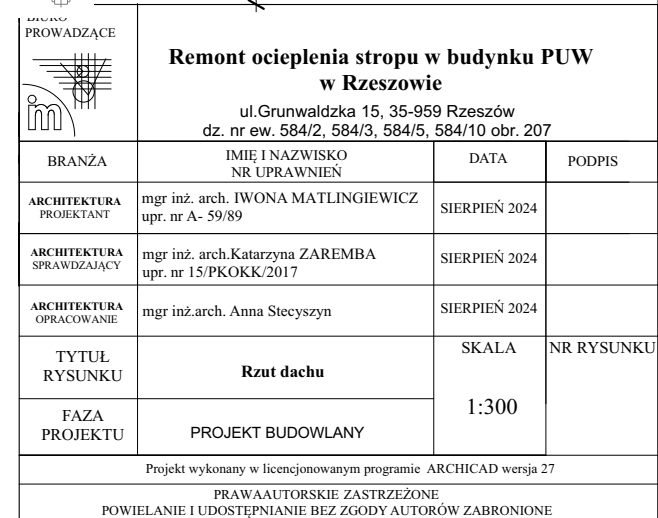 BIURO
PROWADZĄCE
im
Remont ocieplenia stropu w budynku PUW
w Rzeszowie
ul.Grunwaldzka 15, 35-959 Rzeszów
dz. nr ew. 584/2, 584/3, 584/5, 584/10 obr. 207
BRANŻA
IMIĘ I NAZWISKO
NR UPRAWNIEŃ
DATA
PODPIS
ARCHITEKTURA
PROJEKTANT
mgr inż. arch. IWONA MATLINGIEWICZ
upr. nr A- 59/89
SIERPIEŃ 2024
ARCHITEKTURA
SPRAWDZAJĄCY
mgr inż. arch.Katarzyna ZAREMBA
upr. nr 15/PKOKK/2017
SIERPIEŃ 2024
ARCHITEKTURA
OPRACOWANIE
mgr inż.arch. Anna Stecyszyn
SIERPIEŃ 2024
TYTUŁ
RYSUNKU
Rzut dachu
SKALA
1:300
NR RYSUNKU
FAZA
PROJEKTU
PROJEKT BUDOWLANY
Projekt wykonany w licencjonowanym programie ARCHICAD wersja 27
PRAWAAUTORSKIE ZASTRZEŻONE
POWIELANIE I UDOSTĘPNIANIE BEZ ZGODY AUTORÓW ZABRONIONE